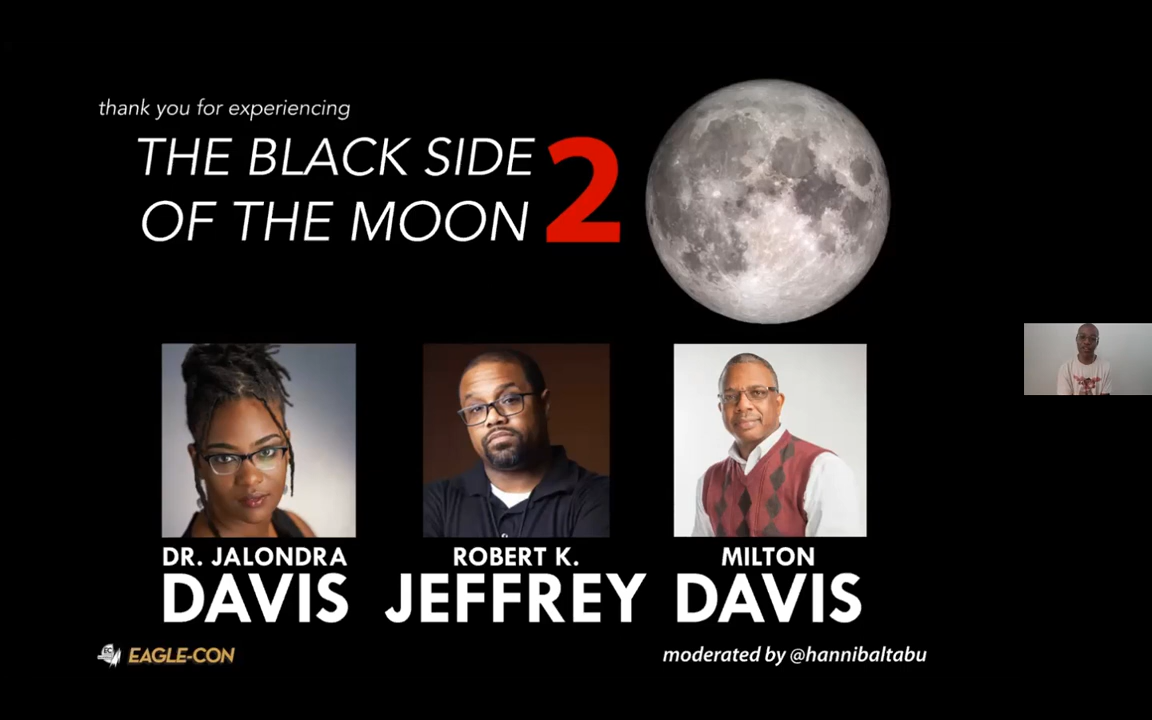 thank you for experiencing
THE BLACK SIDE
OF THE MOON 2
DR. JALONDRA
DAVIS
ROBERT K.
JEFFREY
MILTON
DAVIS
EC EAGLE-CON
moderated by @hannibaltabu